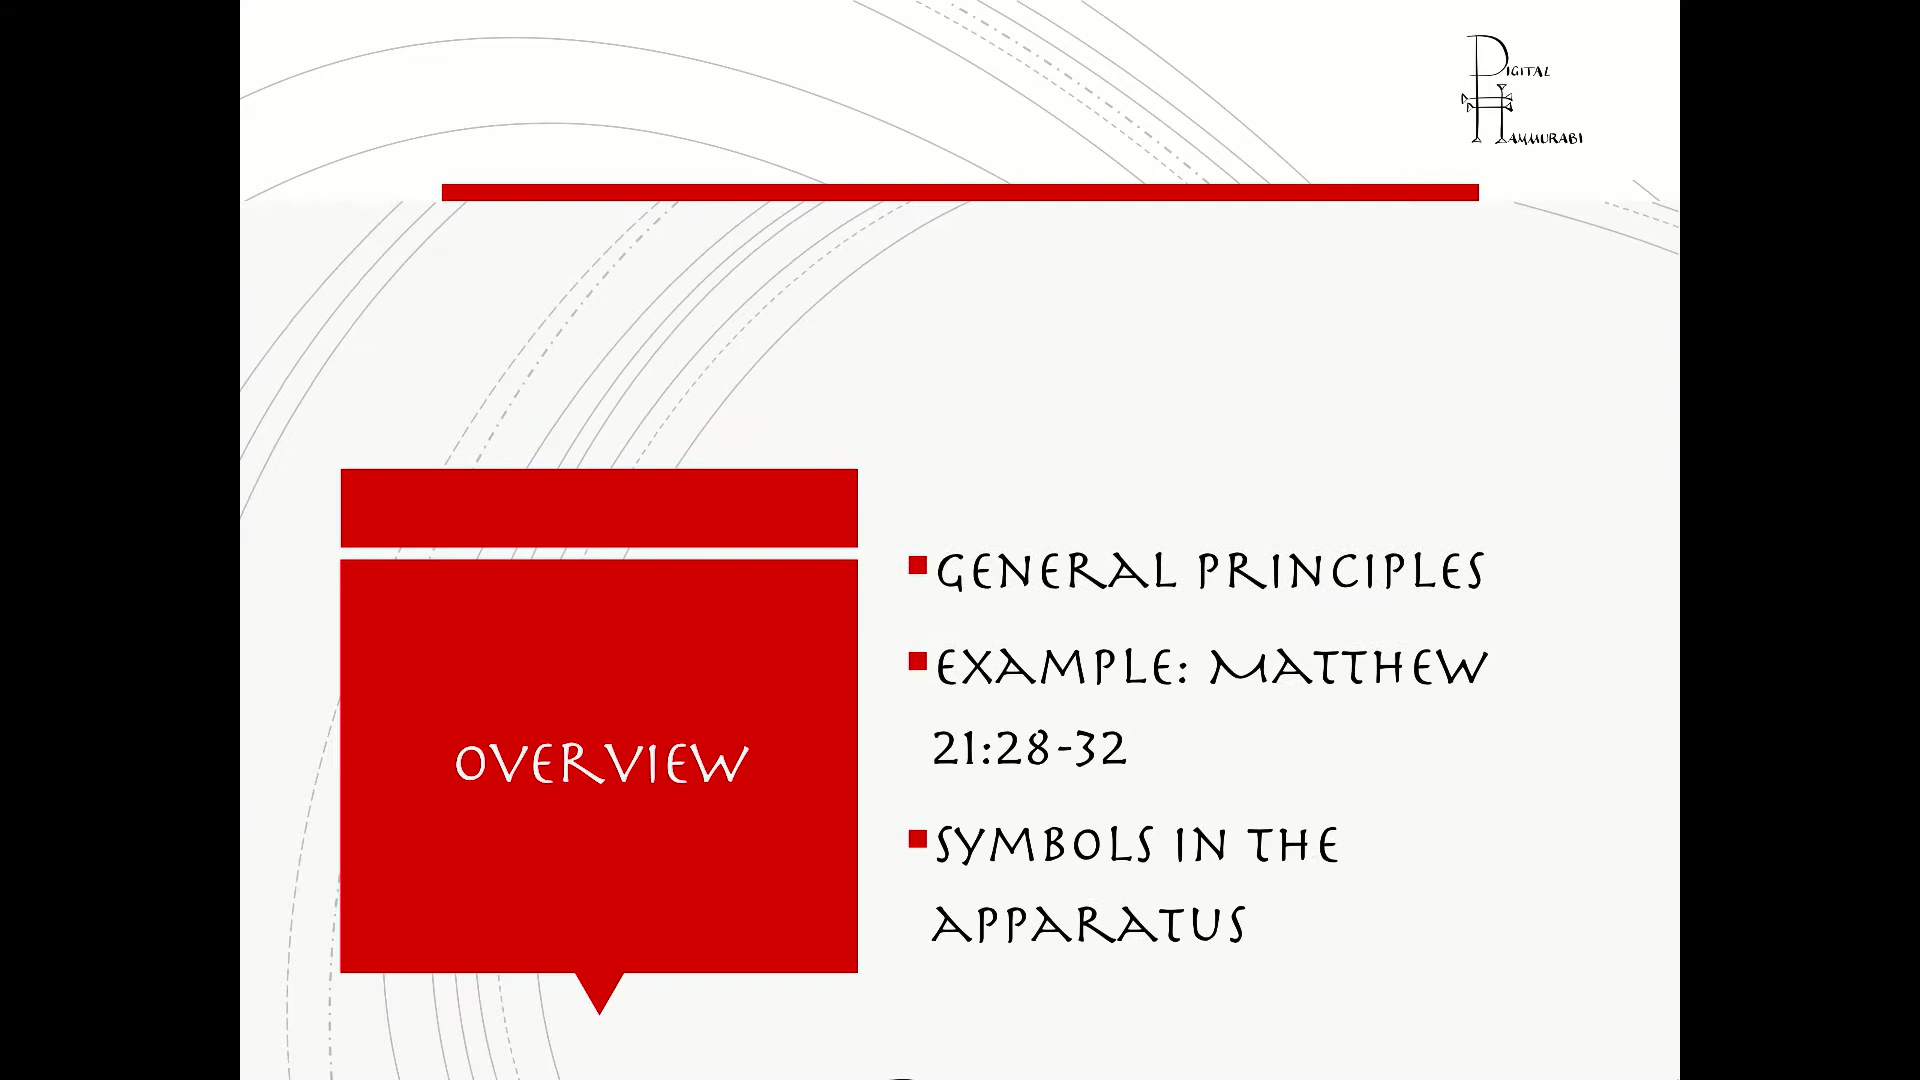 DIGITAL
HAMMURABI
OVERVIEW
GENERAL PRINCIPLES
EXAMPLE: MATTHEW
21:28-32
SYMBOLS IN THE
APPARATUS